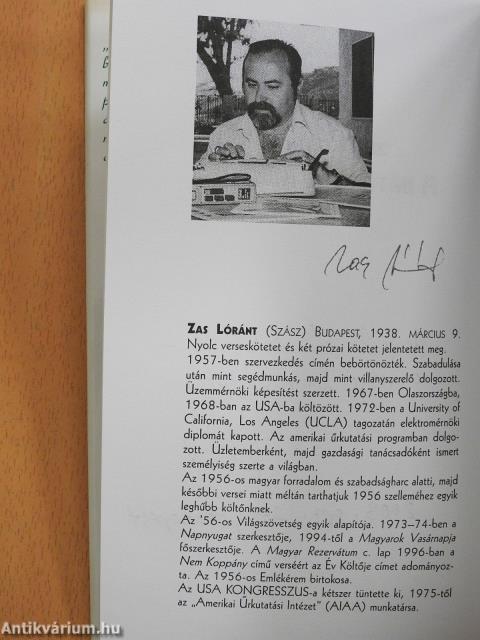 Zas Lóránt
ZAS LÓRÁNT (SZÁSZ) BUDAPEST, 1938. MÁRCIUS 9.
Nyolc verseskötetet és két prózai kötetet jelentetett meg.
1957-ben szervezkedés címén bebörtönözték. Szabadulása
után mint segédmunkás, majd mint villanyszerelő dolgozott.
Üzemmérnöki képesítést szerzett. 1967-ben Olaszországba,
1968-ban az USA-ba költözött. 1972-ben a University of
California, Los Angeles (UCLA) tagozatán elektromérnöki
diplomát kapott. Az amerikai űrkutatási programban dolgo-
zott. Üzletemberként, majd gazdasági tanácsadóként ismert
személyiség szerte a világban.
Az 1956-os magyar forradalom és szabadságharc alatti, majd
későbbi versei miatt méltán tarthatjuk 1956 szelleméhez egyik
leghűbb költőnknek.
Az '56-os Világszövetség egyik alapítója. 1973–74-ben a
Napnyugat szerkesztője, 1994-től a Magyarok Vasárnapja
főszerkesztője. A Magyar Rezervátum c. lap 1996-ban a
Nem Koppány című verséért az Év Költője címet adományoz-
ta. Az 1956-os Emlékérem birtokosa.
Az USA KONGRESSZUS-a kétszer tüntette ki, 1975-től
az „Amerikai Űrkutatási Intézet" (AIAA) munkatársa.
Antikvárium.hu